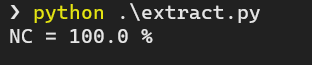 ❯ python .\extract.py
NC = 100.0 %